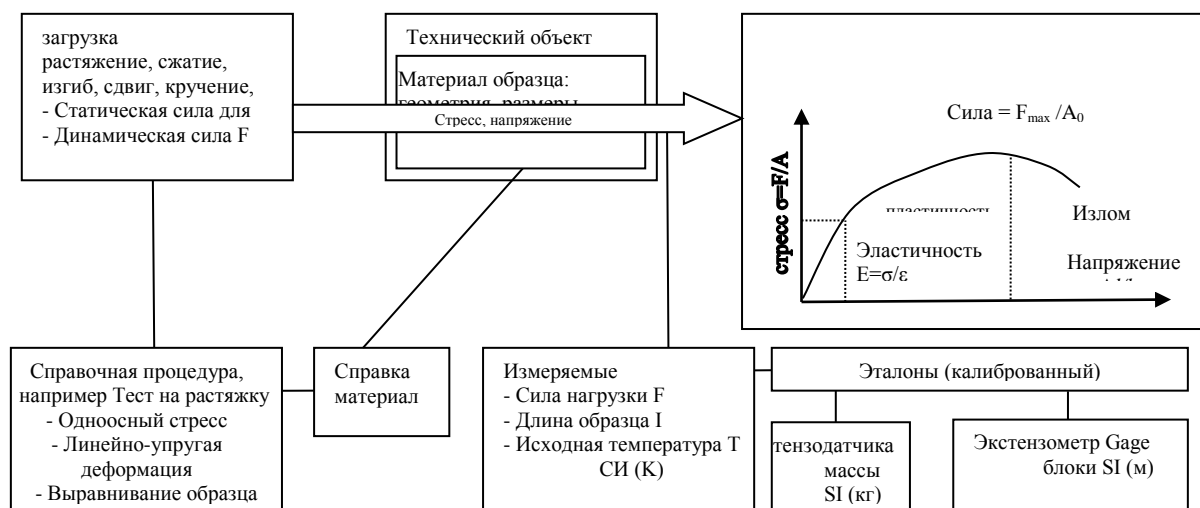 загрузка
растяжение, сжатие,
изгиб, сдвиг, кручение,
- Статическая сила для
- Динамическая сила F
Технический объект
Материал образца:
геометрия, размеры
Стресс, напряжение
Сила = Fmax /A0
стресс σ=F/A
пластичность
Излом
Эластичность
E=σ/ε
Напряжение
Справочная процедура,
например Тест на растяжку
- Одноосный стресс
- Линейно-упругая
деформация
- Выравнивание образца
Справка
материал
Измеряемые
- Сила нагрузки F
- Длина образца I
- Исходная температура T
СИ (K)
Эталоны (калиброванный)
тензодатчика
массы
SI (кг)
Экстензометр Gage
блоки SI (м)